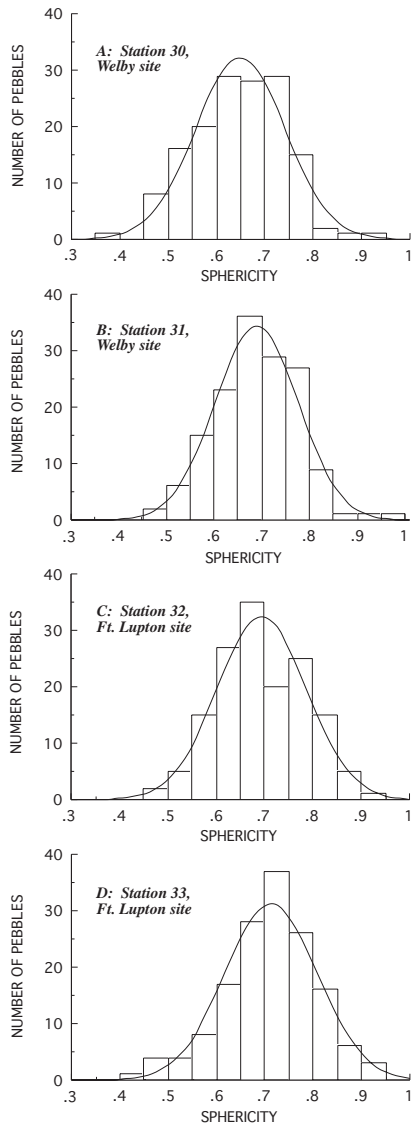 40
30
20
10
0
NUMBER OF PEBBLES
A: Station 30,
Welby site
.3 .4 .5 .6 .7 .8 .9 1
SPHERICITY
40
30
20
10
0
NUMBER OF PEBBLES
B: Station 31,
Welby site
.3 .4 .5 .6 .7 .8 .9 1
SPHERICITY
40
30
20
10
0
NUMBER OF PEBBLES
C: Station 32,
Ft. Lupton site
.3 .4 .5 .6 .7 .8 .9 1
SPHERICITY
40
30
20
10
0
NUMBER OF PEBBLES
D: Station 33,
Ft. Lupton site
.3 .4 .5 .6 .7 .8 .9 1
SPHERICITY